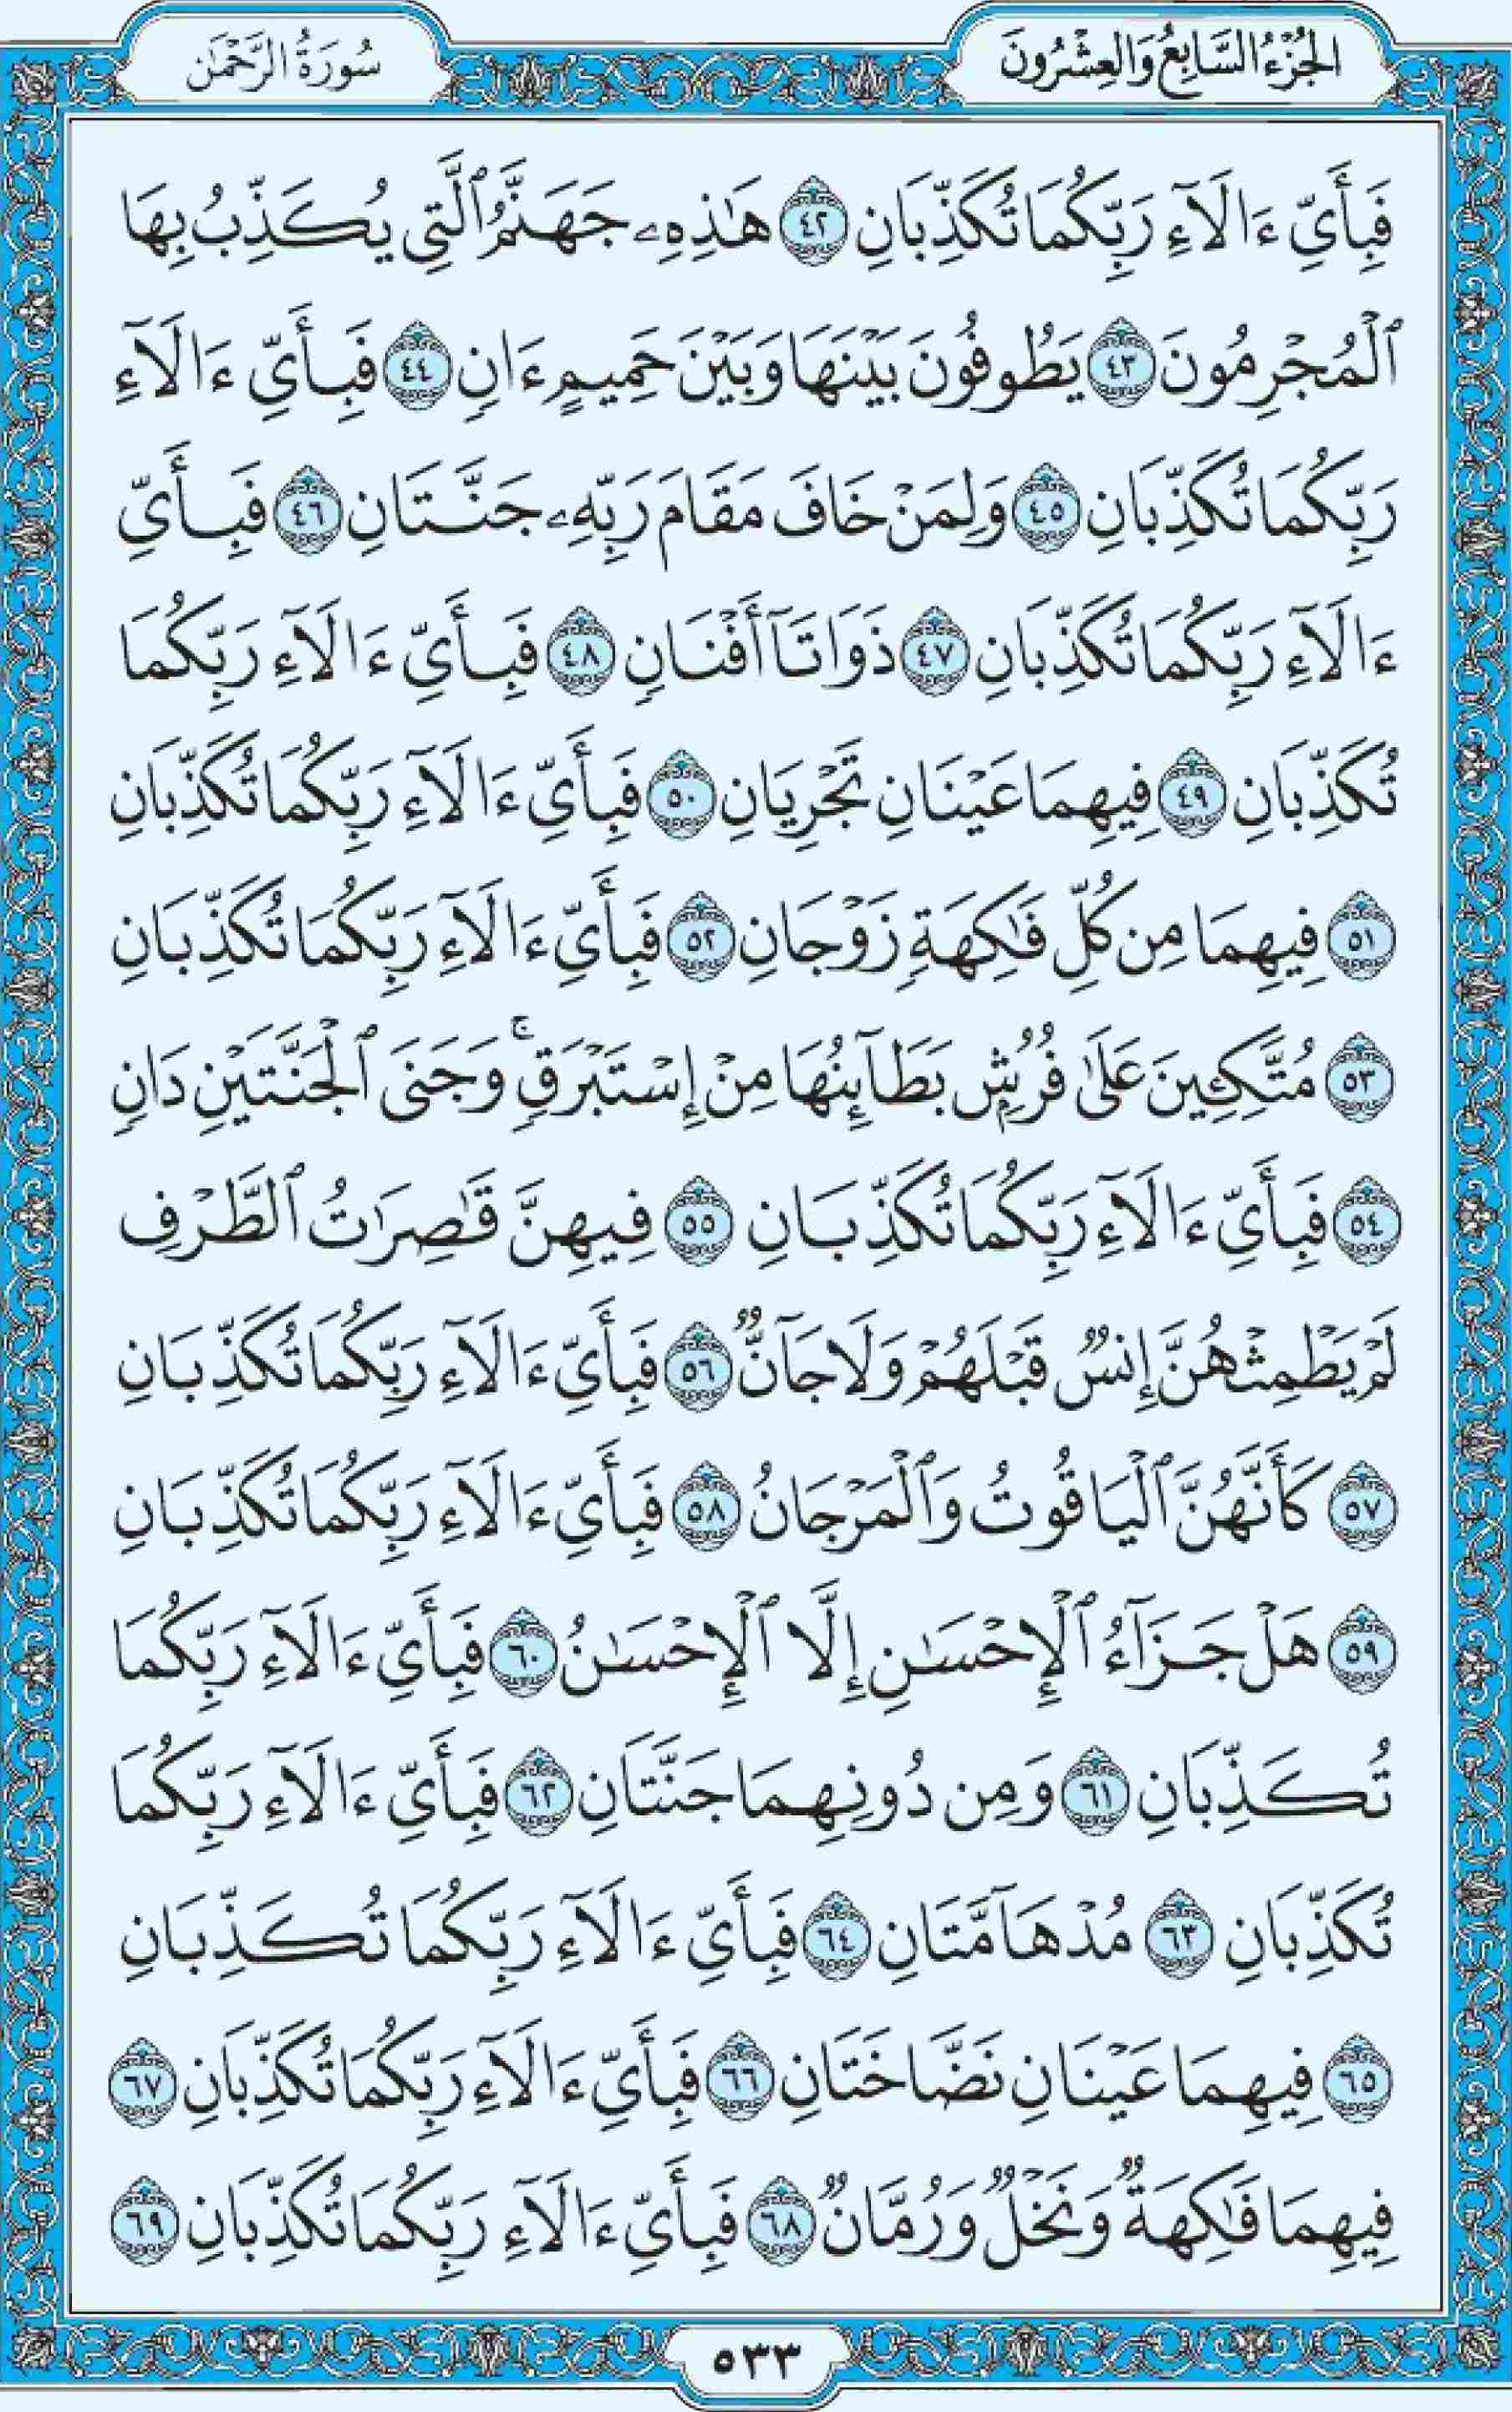 الجُزْءُ السَّابِعُ وَالعِشْرُونَ
سُورَةُ الرَّحْمَٰن
فَبِأَيِّ ءَالَآءِ رَبِّكُمَا تُكَذِّبَانِ ٤٢ هَٰذِهِۦ جَهَنَّمُ ٱلَّتِي يُكَذِّبُ بِهَا
ٱلْمُجْرِمُونَ ٤٣ يَطُوفُونَ بَيْنَهَا وَبَيْنَ حَمِيمٍ ءَانٍ ٤٤ فَبِأَيِّ ءَالَآءِ
رَبِّكُمَا تُكَذِّبَانِ ٤٥ وَلِمَنْ خَافَ مَقَامَ رَبِّهِۦ جَنَّتَانِ ٤٦ فَبِأَيِّ
ءَالَآءِ رَبِّكُمَا تُكَذِّبَانِ ٤٧ ذَوَاتَآ أَفْنَانٍ ٤٨ فَبِأَيِّ ءَالَآءِ رَبِّكُمَا
تُكَذِّبَانِ ٤٩ فِيهِمَا عَيْنَانِ تَجْرِيَانِ ٥٠ فَبِأَيِّ ءَالَآءِ رَبِّكُمَا تُكَذِّبَانِ
٥١ فِيهِمَا مِن كُلِّ فَٰكِهَةٍ زَوْجَانِ ٥٢ فَبِأَيِّ ءَالَآءِ رَبِّكُمَا تُكَذِّبَانِ
٥٣ مُتَّكِـِٔينَ عَلَىٰ فُرُشٍۭ بَطَآئِنُهَا مِنْ إِسْتَبْرَقٍۚ وَجَنَى ٱلْجَنَّتَيْنِ دَانٍ
٥٤ فَبِأَيِّ ءَالَآءِ رَبِّكُمَا تُكَذِّبَانِ ٥٥ فِيهِنَّ قَٰصِرَٰتُ ٱلطَّرْفِ
لَمْ يَطْمِثْهُنَّ إِنسٌ قَبْلَهُمْ وَلَا جَآنٌّ ٥٦ فَبِأَيِّ ءَالَآءِ رَبِّكُمَا تُكَذِّبَانِ
٥٧ كَأَنَّهُنَّ ٱلْيَاقُوتُ وَٱلْمَرْجَانُ ٥٨ فَبِأَيِّ ءَالَآءِ رَبِّكُمَا تُكَذِّبَانِ
٥٩ هَلْ جَزَآءُ ٱلْإِحْسَٰنِ إِلَّا ٱلْإِحْسَٰنُ ٦٠ فَبِأَيِّ ءَالَآءِ رَبِّكُمَا
تُكَذِّبَانِ ٦١ وَمِن دُونِهِمَا جَنَّتَانِ ٦٢ فَبِأَيِّ ءَالَآءِ رَبِّكُمَا
تُكَذِّبَانِ ٦٣ مُدْهَآمَّتَانِ ٦٤ فَبِأَيِّ ءَالَآءِ رَبِّكُمَا تُكَذِّبَانِ
٦٥ فِيهِمَا عَيْنَانِ نَضَّاخَتَانِ ٦٦ فَبِأَيِّ ءَالَآءِ رَبِّكُمَا تُكَذِّبَانِ ٦٧
فِيهِمَا فَٰكِهَةٌ وَنَخْلٌ وَرُمَّانٌ ٦٨ فَبِأَيِّ ءَالَآءِ رَبِّكُمَا تُكَذِّبَانِ ٦٩
٥٣٣